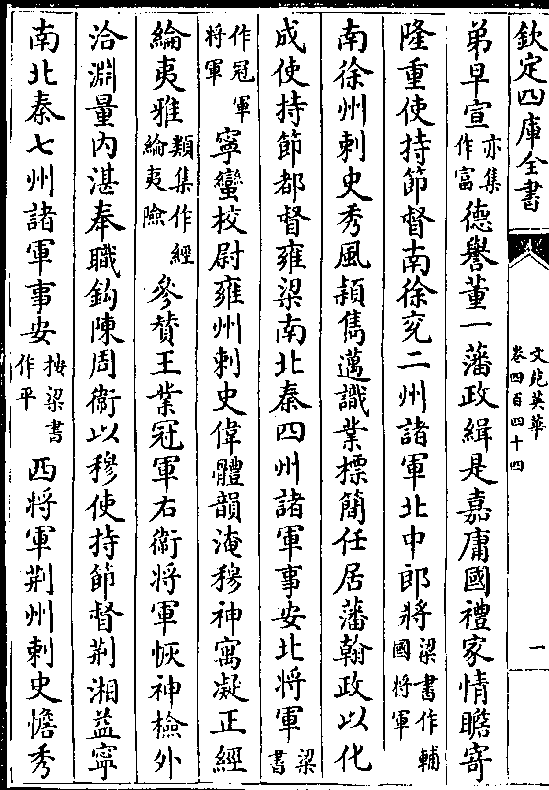 欽定四庫全書
文苑英華
卷四百四十四
一
弟早宣亦集作富德譽董一藩政緝是嘉庸國禮家情瞻寄
隆重使持節督南徐兗二州諸軍北中郎將梁書作輔國將軍
南徐州刺史秀風頴雋邁識業標簡任居藩翰政以化
成使持節都督雍梁南北秦四州諸軍事安北將軍梁書
作冠軍將軍寧蠻校尉雍州刺史偉體韻淹穆神寓凝正經
綸夷雅類集作經綸夷險參賛王業冠軍右衛將軍恢神檢外
洽淵量内湛奉職鈎陳周衛以穆使持節督荆湘益寧
南北秦七州諸軍事安按梁書作平西將軍荆州刺史憺秀